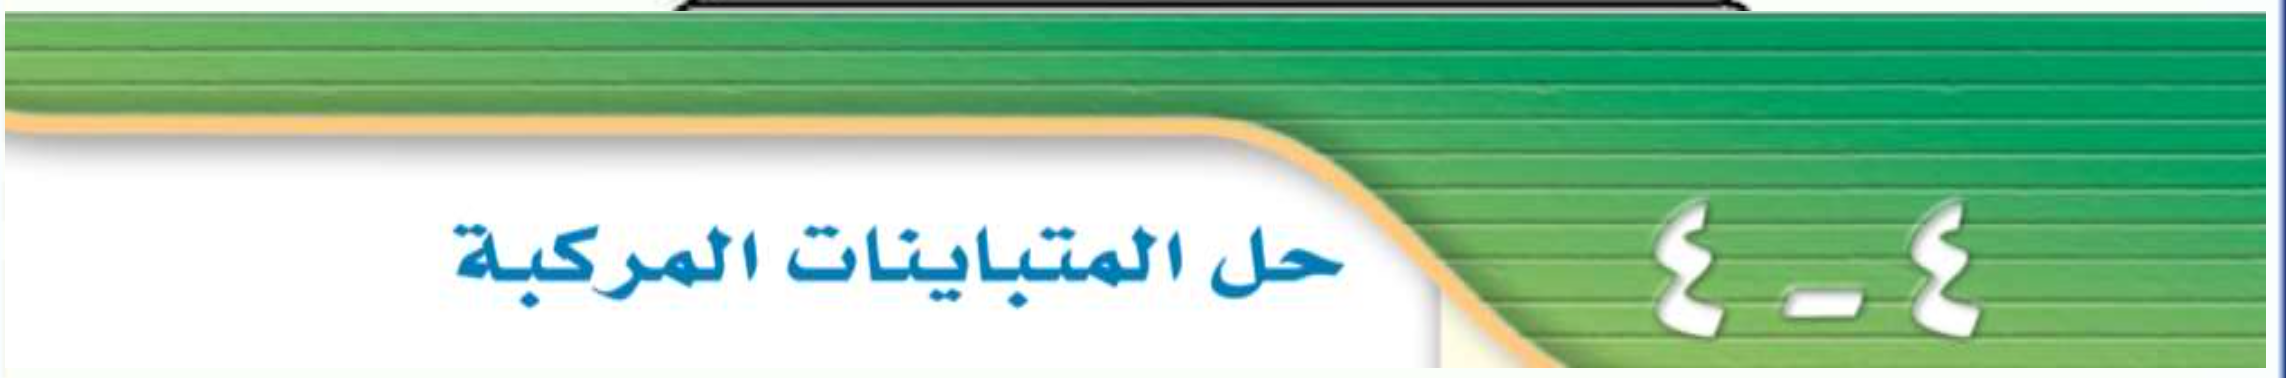 ٤ - ٤ حل المتباينات المركبة